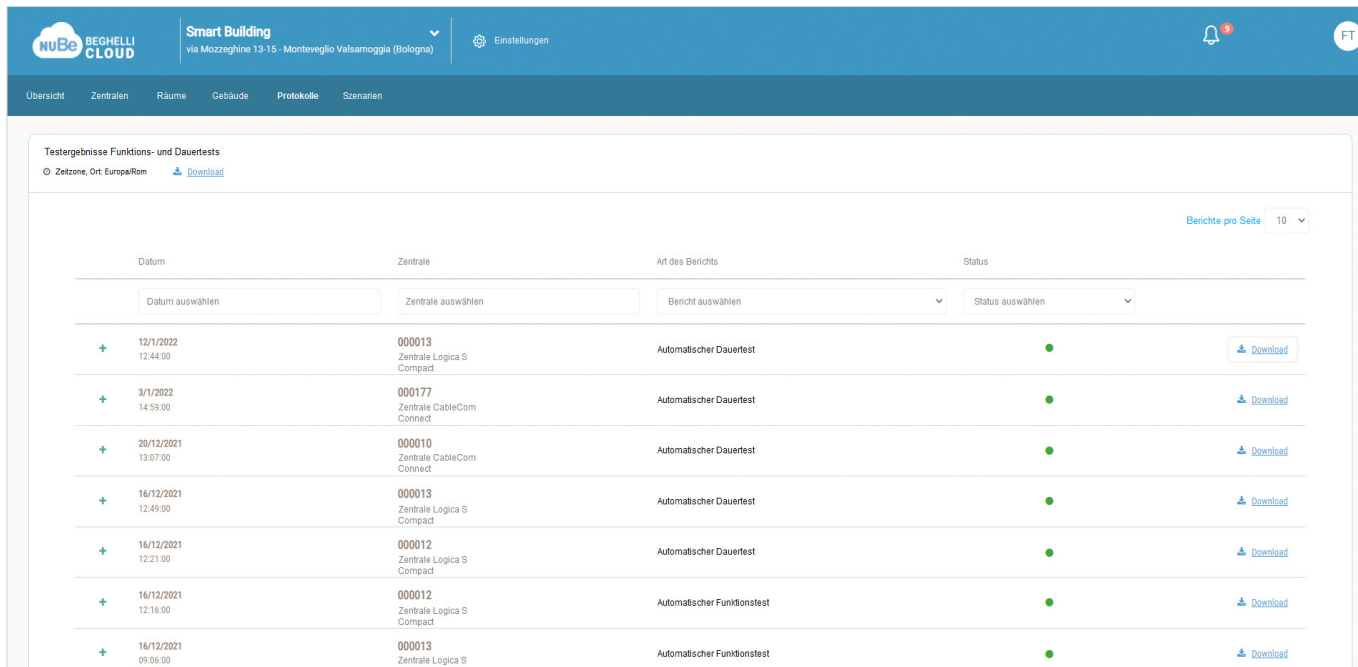 NUBe BEGHELLI CLOUD
Smart Building
via Mozzeghine 13-15 - Monteveglio Valsamoggia (Bologna)
Einstellungen
9
FT
Übersicht Zentralen Räume Gebäude Protokolle Szenarien
Testergebnisse Funktions- und Dauertests
Zeitzone, Ort: Europa/Rom Download
Berichte pro Seite 10
Datum Zentrale Art des Berichts Status
Datum auswählen Zentrale auswählen Bericht auswählen Status auswählen
+ 12/1/2022 000013 Automatischer Dauertest Download
12:44:00 Zentrale Logica S
Compact
+ 3/1/2022 000177 Automatischer Dauertest Download
14:59:00 Zentrale CableCom
Connect
+ 20/12/2021 000010 Automatischer Dauertest Download
13:07:00 Zentrale CableCom
Connect
+ 16/12/2021 000013 Automatischer Dauertest Download
12:49:00 Zentrale Logica S
Compact
+ 16/12/2021 000012 Automatischer Dauertest Download
12:21:00 Zentrale Logica S
Compact
+ 16/12/2021 000012 Automatischer Funktionstest Download
12:16:00 Zentrale Logica S
Compact
+ 16/12/2021 000013 Automatischer Funktionstest Download
09:06:00 Zentrale Logica S